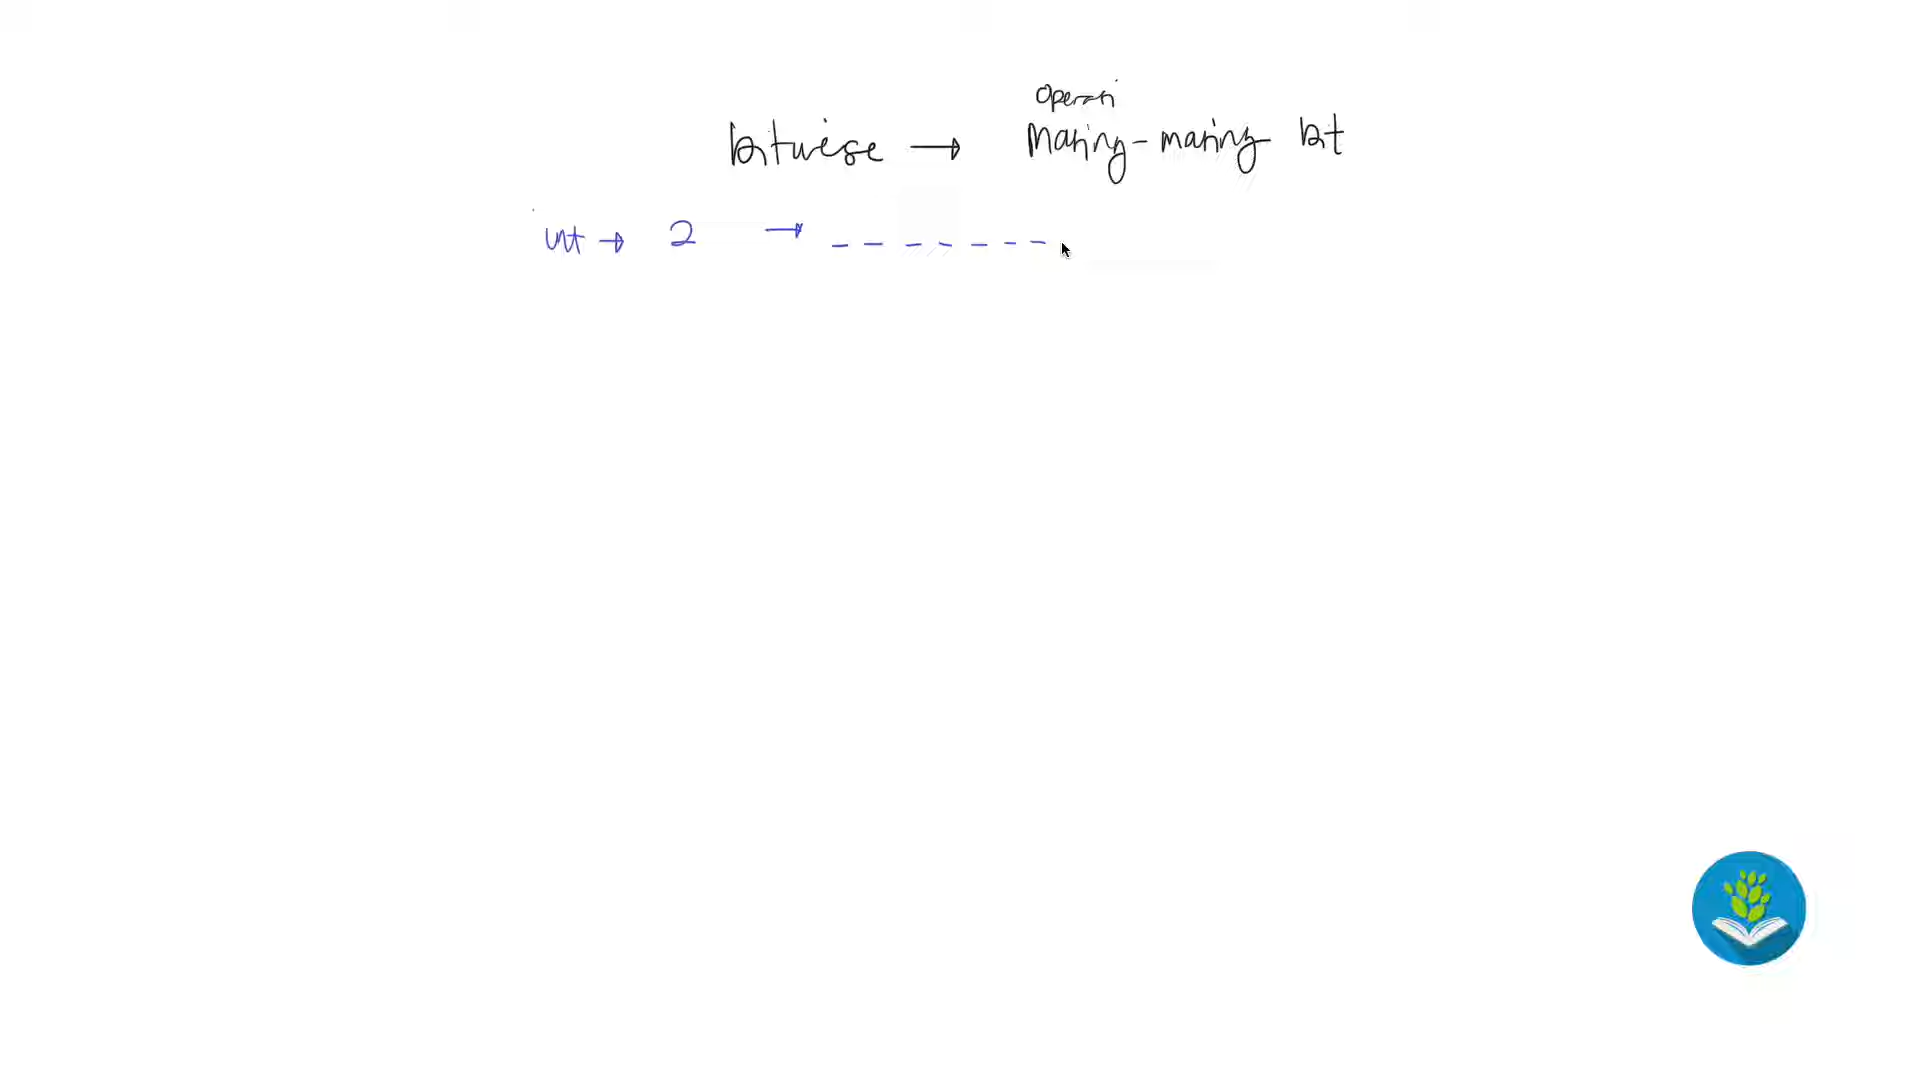 Operasi
bitwise → Masing-masing bit
int → 2 → _ _ _ _ _ _ _